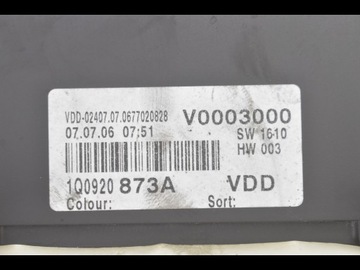 VDD-02407.07.0677020828
V0003000
07.07.06 07:51
SW 1610
HW 003
1Q0920 873A VDD
Colour: Sort: